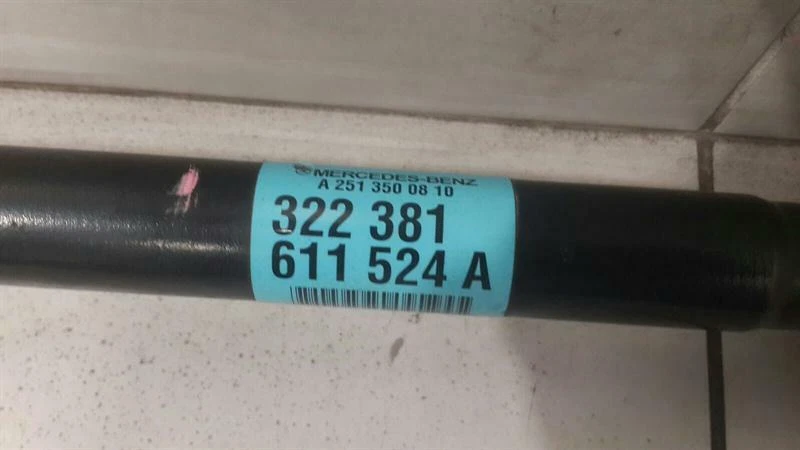 MERCEDES-BENZ
A 251 350 08 10
322 381
611 524 A